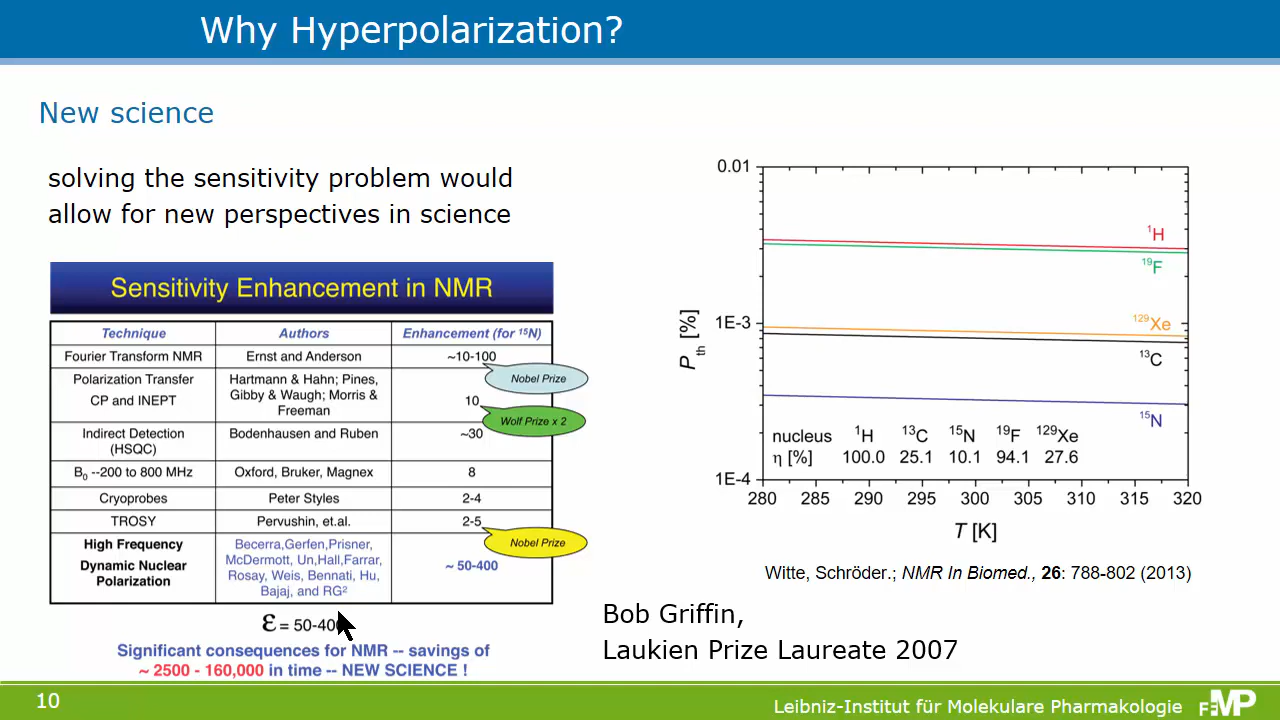 Why Hyperpolarization?
New science
solving the sensitivity problem would
allow for new perspectives in science
Sensitivity Enhancement in NMR
Technique Authors Enhancement (for ¹⁵N)
Fourier Transform NMR Ernst and Anderson ~10-100
Nobel Prize
Polarization Transfer
CP and INEPT
Hartmann & Hahn; Pines,
Gibby & Waugh; Morris &
Freeman
10
Wolf Prize x 2
Indirect Detection
(HSQC)
Bodenhausen and Ruben ~30
B₀ --200 to 800 MHz Oxford, Bruker, Magnex 8
Cryoprobes Peter Styles 2-4
TROSY Pervushin, et.al. 2-5
Nobel Prize
High Frequency
Dynamic Nuclear
Polarization
Becerra,Gerfen,Prisner,
McDermott, Un,Hall,Farrar,
Rosay, Weis, Bennati, Hu,
Bajaj, and RG²
~ 50-400
ε = 50-400
Significant consequences for NMR -- savings of
~ 2500 - 160,000 in time -- NEW SCIENCE !
0.01
1E-3
1E-4
P th [%]
¹H
¹⁹F
¹²⁹Xe
¹³C
¹⁵N
nucleus ¹H ¹³C ¹⁵N ¹⁹F ¹²⁹Xe
η [%] 100.0 25.1 10.1 94.1 27.6
280 285 290 295 300 305 310 315 320
T [K]
Witte, Schröder.; NMR In Biomed., 26: 788-802 (2013)
Bob Griffin,
Laukien Prize Laureate 2007
10
Leibniz-Institut für Molekulare Pharmakologie
FMP